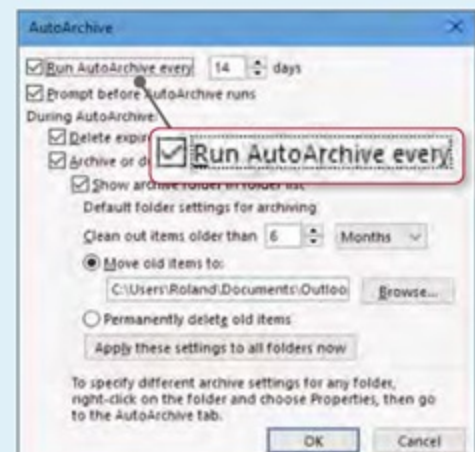 AutoArchive
Run AutoArchive every 14 days
Prompt before AutoArchive runs
During AutoArchive:
Delete expir
Run AutoArchive every
Archive or d
Show archive folder in folder list
Default folder settings for archiving
Clean out items older than 6 Months
Move old items to:
C:\Users\Roland\Documents\Outloo Browse...
Permanently delete old items
Apply these settings to all folders now
To specify different archive settings for any folder,
right-click on the folder and choose Properties, then go
to the AutoArchive tab.
OK Cancel